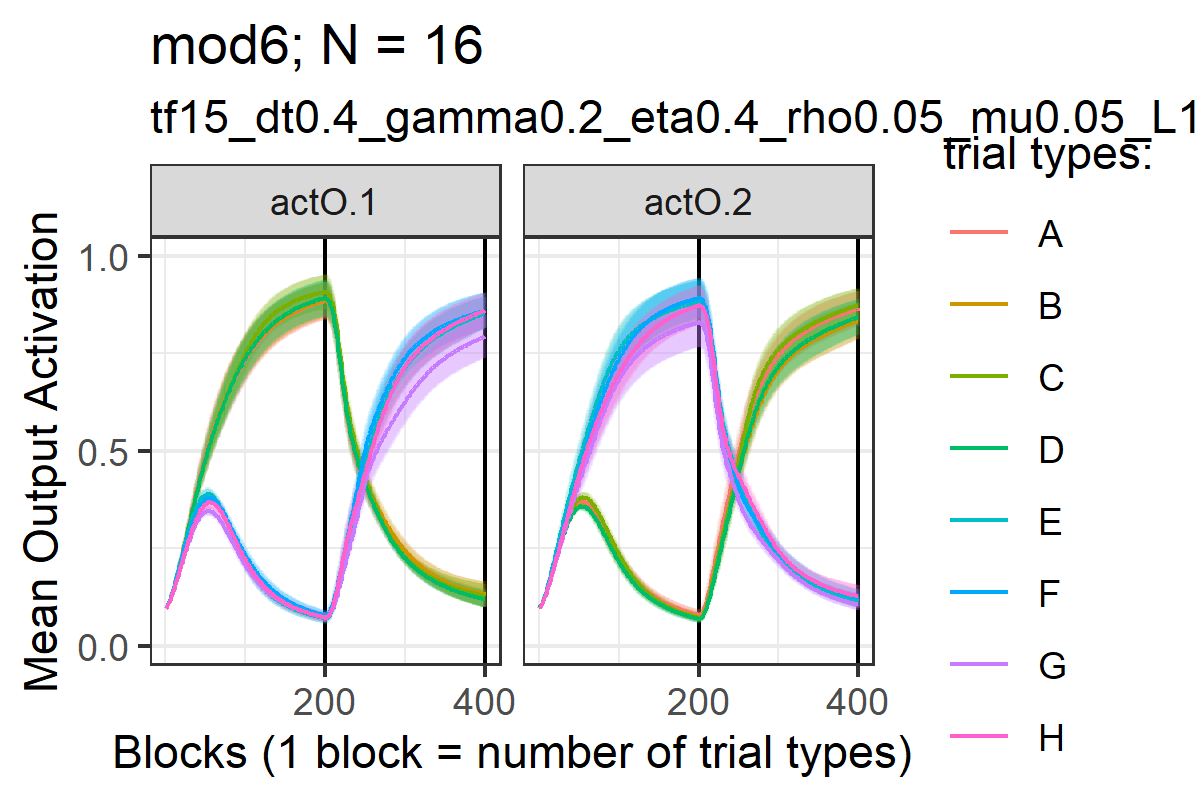 mod6; N = 16
tf15_dt0.4_gamma0.2_eta0.4_rho0.05_mu0.05_L1
actO.1
actO.2
Mean Output Activation
1.0
0.5
0.0
200
400
200
400
Blocks (1 block = number of trial types)
trial types:
A
B
C
D
E
F
G
H